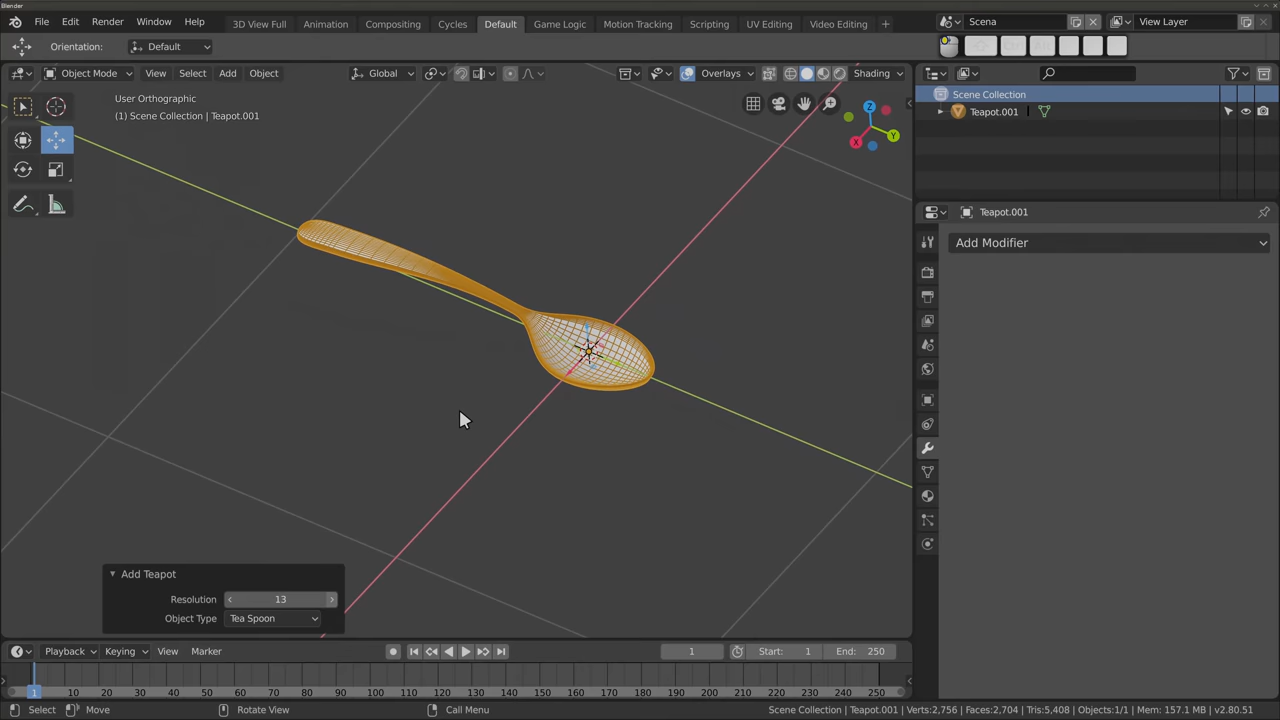 Blender
File Edit Render Window Help 3D View Full Animation Compositing Cycles Default Game Logic Motion Tracking Scripting UV Editing Video Editing + Scena View Layer
Orientation: Default
Object Mode View Select Add Object Global Overlays Shading
User Orthographic
(1) Scene Collection | Teapot.001
Z
Y
X
Scene Collection
Teapot.001
Teapot.001
Add Modifier
Add Teapot
Resolution 13
Object Type Tea Spoon
Playback Keying View Marker 1 Start: 1 End: 250
1 10 20 30 40 50 60 70 80 90 100 110 120 130 140 150 160 170 180 190 200 210 220 230 240 250
Select Move Rotate View Call Menu Scene Collection | Teapot.001 | Verts:2,756 | Faces:2,704 | Tris:5,408 | Objects:1/1 | Mem: 157.1 MB | v2.80.51